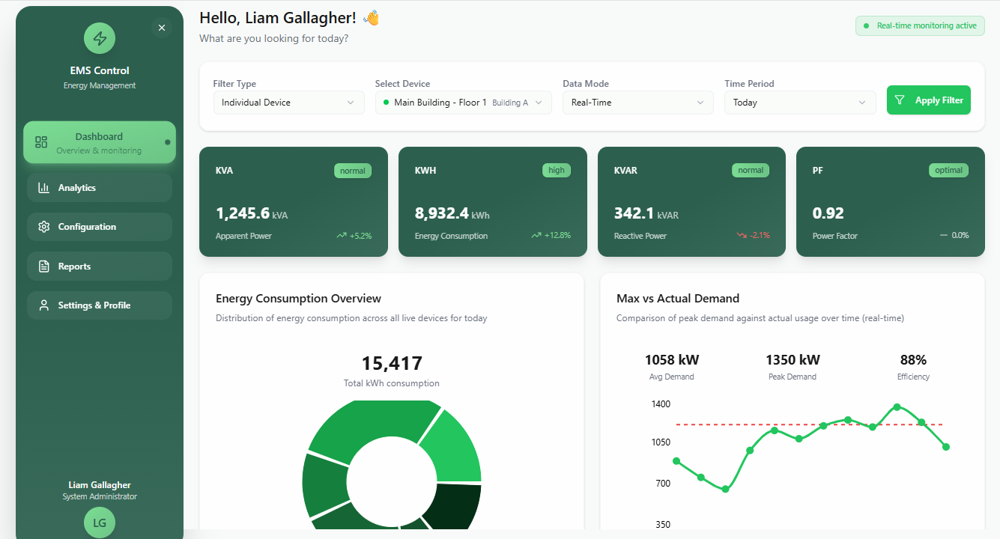 EMS Control
Energy Management
Dashboard
Overview & monitoring
Analytics
Configuration
Reports
Settings & Profile
Liam Gallagher
System Administrator
LG
Hello, Liam Gallagher! 👋
What are you looking for today?
Real-time monitoring active
Filter Type
Individual Device
Select Device
Main Building - Floor 1 Building A
Data Mode
Real-Time
Time Period
Today
Apply Filter
KVA normal
1,245.6 kVA
Apparent Power +5.2%
KWH high
8,932.4 kWh
Energy Consumption +12.8%
KVAR normal
342.1 kVAR
Reactive Power -2.1%
PF optimal
0.92
Power Factor 0.0%
Energy Consumption Overview
Distribution of energy consumption across all live devices for today
15,417
Total kWh consumption
Max vs Actual Demand
Comparison of peak demand against actual usage over time (real-time)
1058 kW
Avg Demand
1350 kW
Peak Demand
88%
Efficiency
1400
1050
700
350